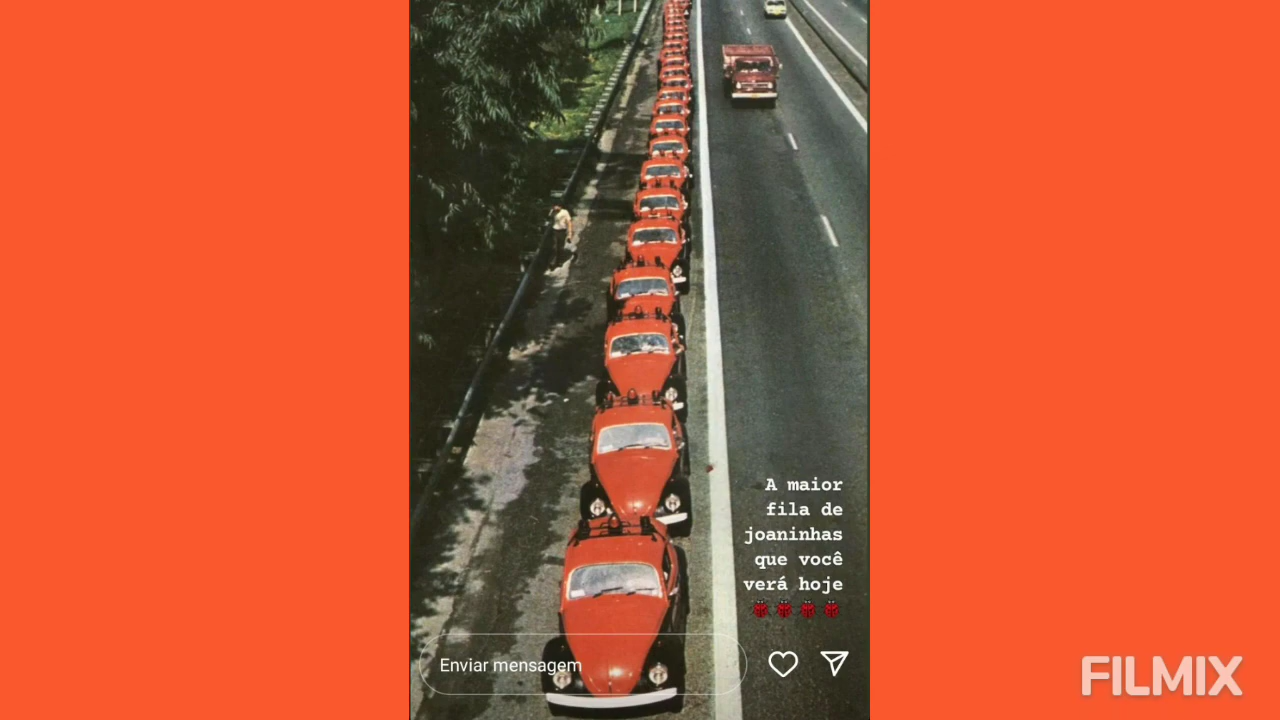 A maior
fila de
joaninhas
que você
verá hoje
Enviar mensagem
FILMIX